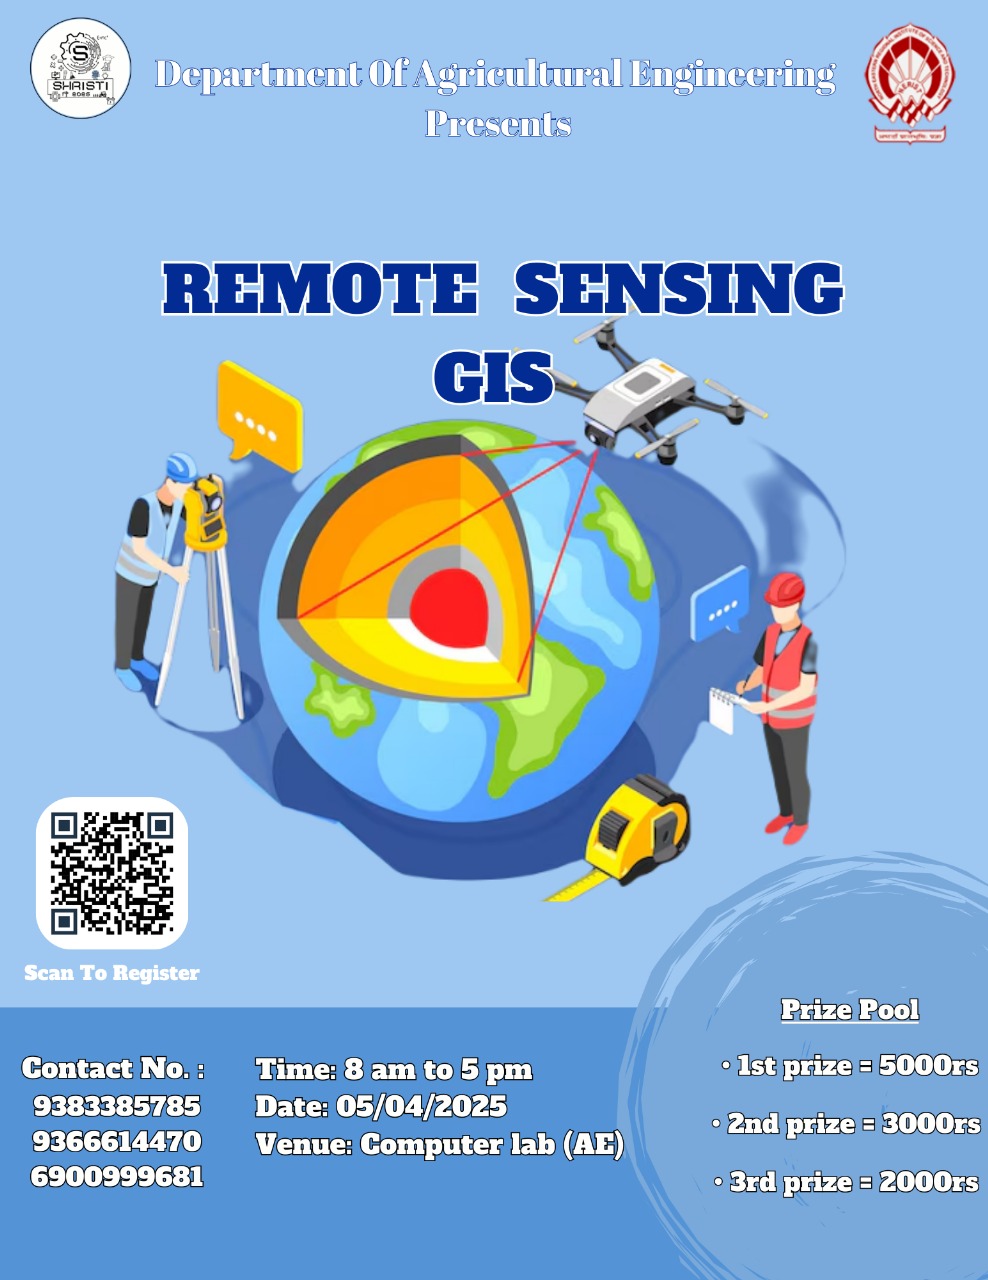 SHRISTI
Department Of Agricultural Engineering
Presents
REMOTE SENSING
GIS
Scan To Register
Contact No. :
9383385785
9366614470
6900999681
Time: 8 am to 5 pm
Date: 05/04/2025
Venue: Computer lab (AE)
Prize Pool
• 1st prize = 5000rs
• 2nd prize = 3000rs
• 3rd prize = 2000rs